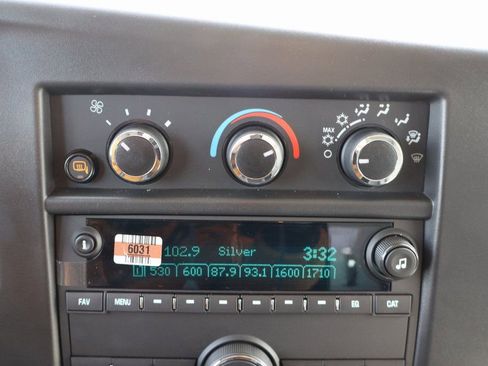 MAX
6031
102.9 Silver 3:32
1 530 600 87.9 93.1 1600 1710
FAV MENU EQ CAT